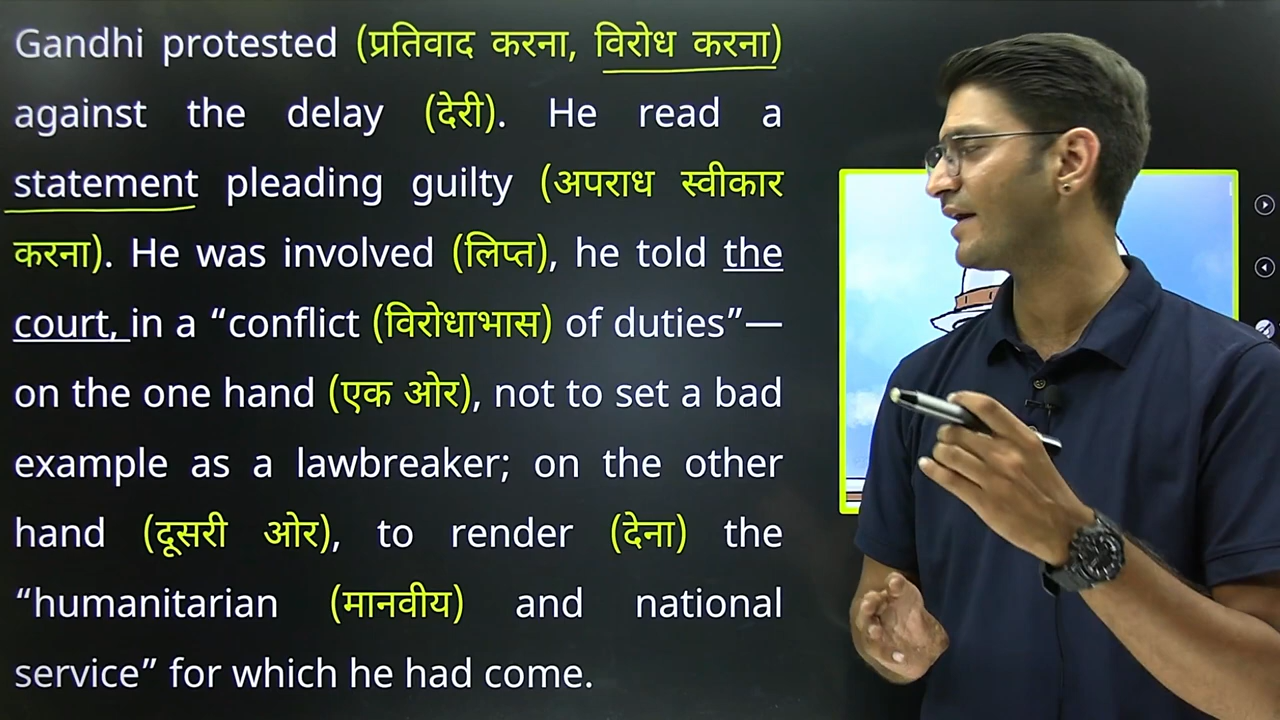 Gandhi protested (प्रतिवाद करना, विरोध करना)
against the delay (देरी). He read a
statement pleading guilty (अपराध स्वीकार
करना). He was involved (लिप्त), he told the
court, in a “conflict (विरोधाभास) of duties”—
on the one hand (एक ओर), not to set a bad
example as a lawbreaker; on the other
hand (दूसरी ओर), to render (देना) the
“humanitarian (मानवीय) and national
service” for which he had come.